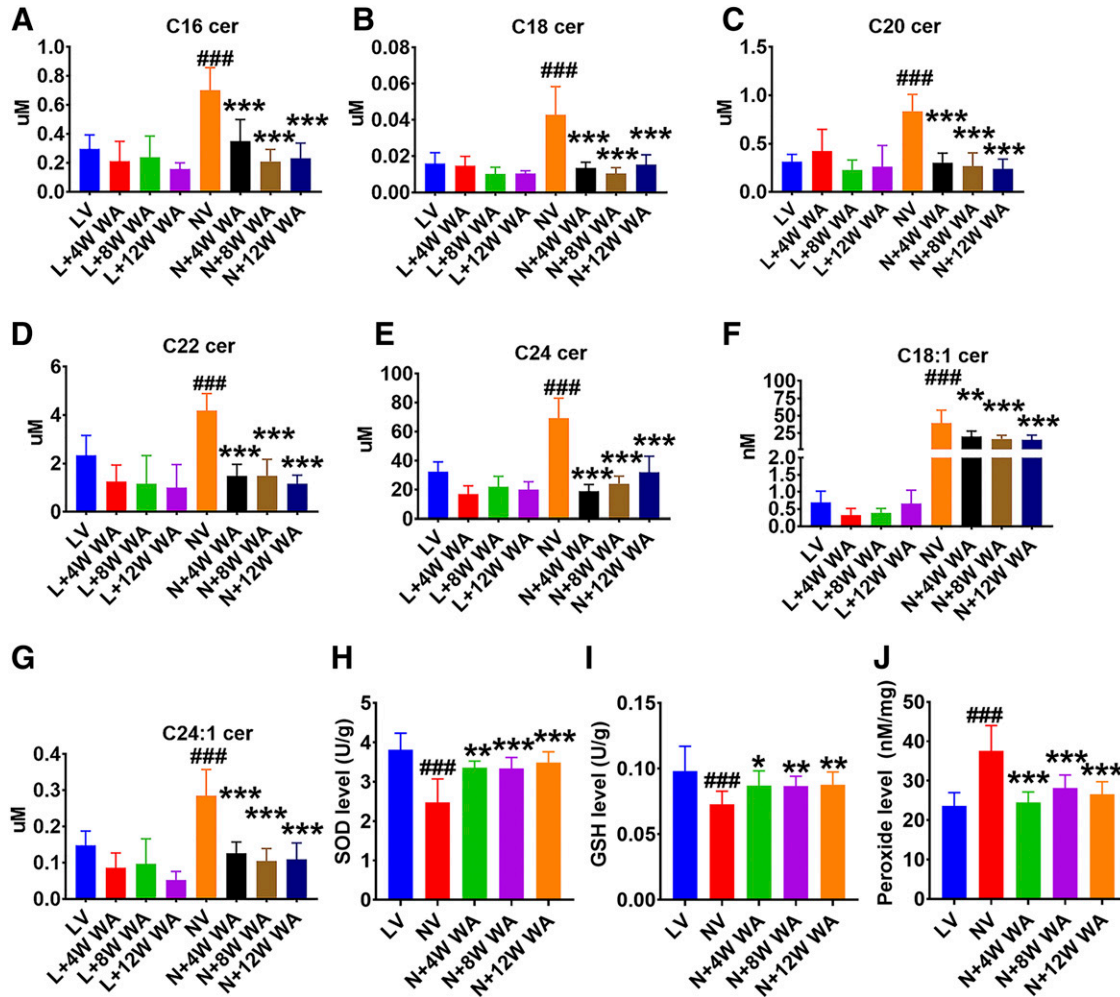 A
C16 cer
uM
1.0
0.8
0.6
0.4
0.2
0.0
###
***
***
***
LV
L+4W WA
L+8W WA
L+12W WA
NV
N+4W WA
N+8W WA
N+12W WA
B
C18 cer
uM
0.08
0.06
0.04
0.02
0.00
###
***
***
***
LV
L+4W WA
L+8W WA
L+12W WA
NV
N+4W WA
N+8W WA
N+12W WA
C
C20 cer
uM
1.5
1.0
0.5
0.0
###
***
***
***
LV
L+4W WA
L+8W WA
L+12W WA
NV
N+4W WA
N+8W WA
N+12W WA
D
C22 cer
uM
6
4
2
0
###
***
***
***
LV
L+4W WA
L+8W WA
L+12W WA
NV
N+4W WA
N+8W WA
N+12W WA
E
C24 cer
uM
100
80
60
40
20
0
###
***
***
***
LV
L+4W WA
L+8W WA
L+12W WA
NV
N+4W WA
N+8W WA
N+12W WA
F
C18:1 cer
nM
100
75
50
25
2.0
1.0
0.5
0.0
###
**
***
***
LV
L+4W WA
L+8W WA
L+12W WA
NV
N+4W WA
N+8W WA
N+12W WA
G
C24:1 cer
uM
0.4
0.3
0.2
0.1
0.0
###
***
***
***
LV
L+4W WA
L+8W WA
L+12W WA
NV
N+4W WA
N+8W WA
N+12W WA
H
SOD level (U/g)
5
4
3
2
1
0
###
**
***
***
LV
NV
N+4W WA
N+8W WA
N+12W WA
I
GSH level (U/g)
0.15
0.10
0.05
0.00
###
*
**
**
LV
NV
N+4W WA
N+8W WA
N+12W WA
J
Peroxide level (nM/mg)
50
40
30
20
10
0
###
***
***
***
LV
NV
N+4W WA
N+8W WA
N+12W WA